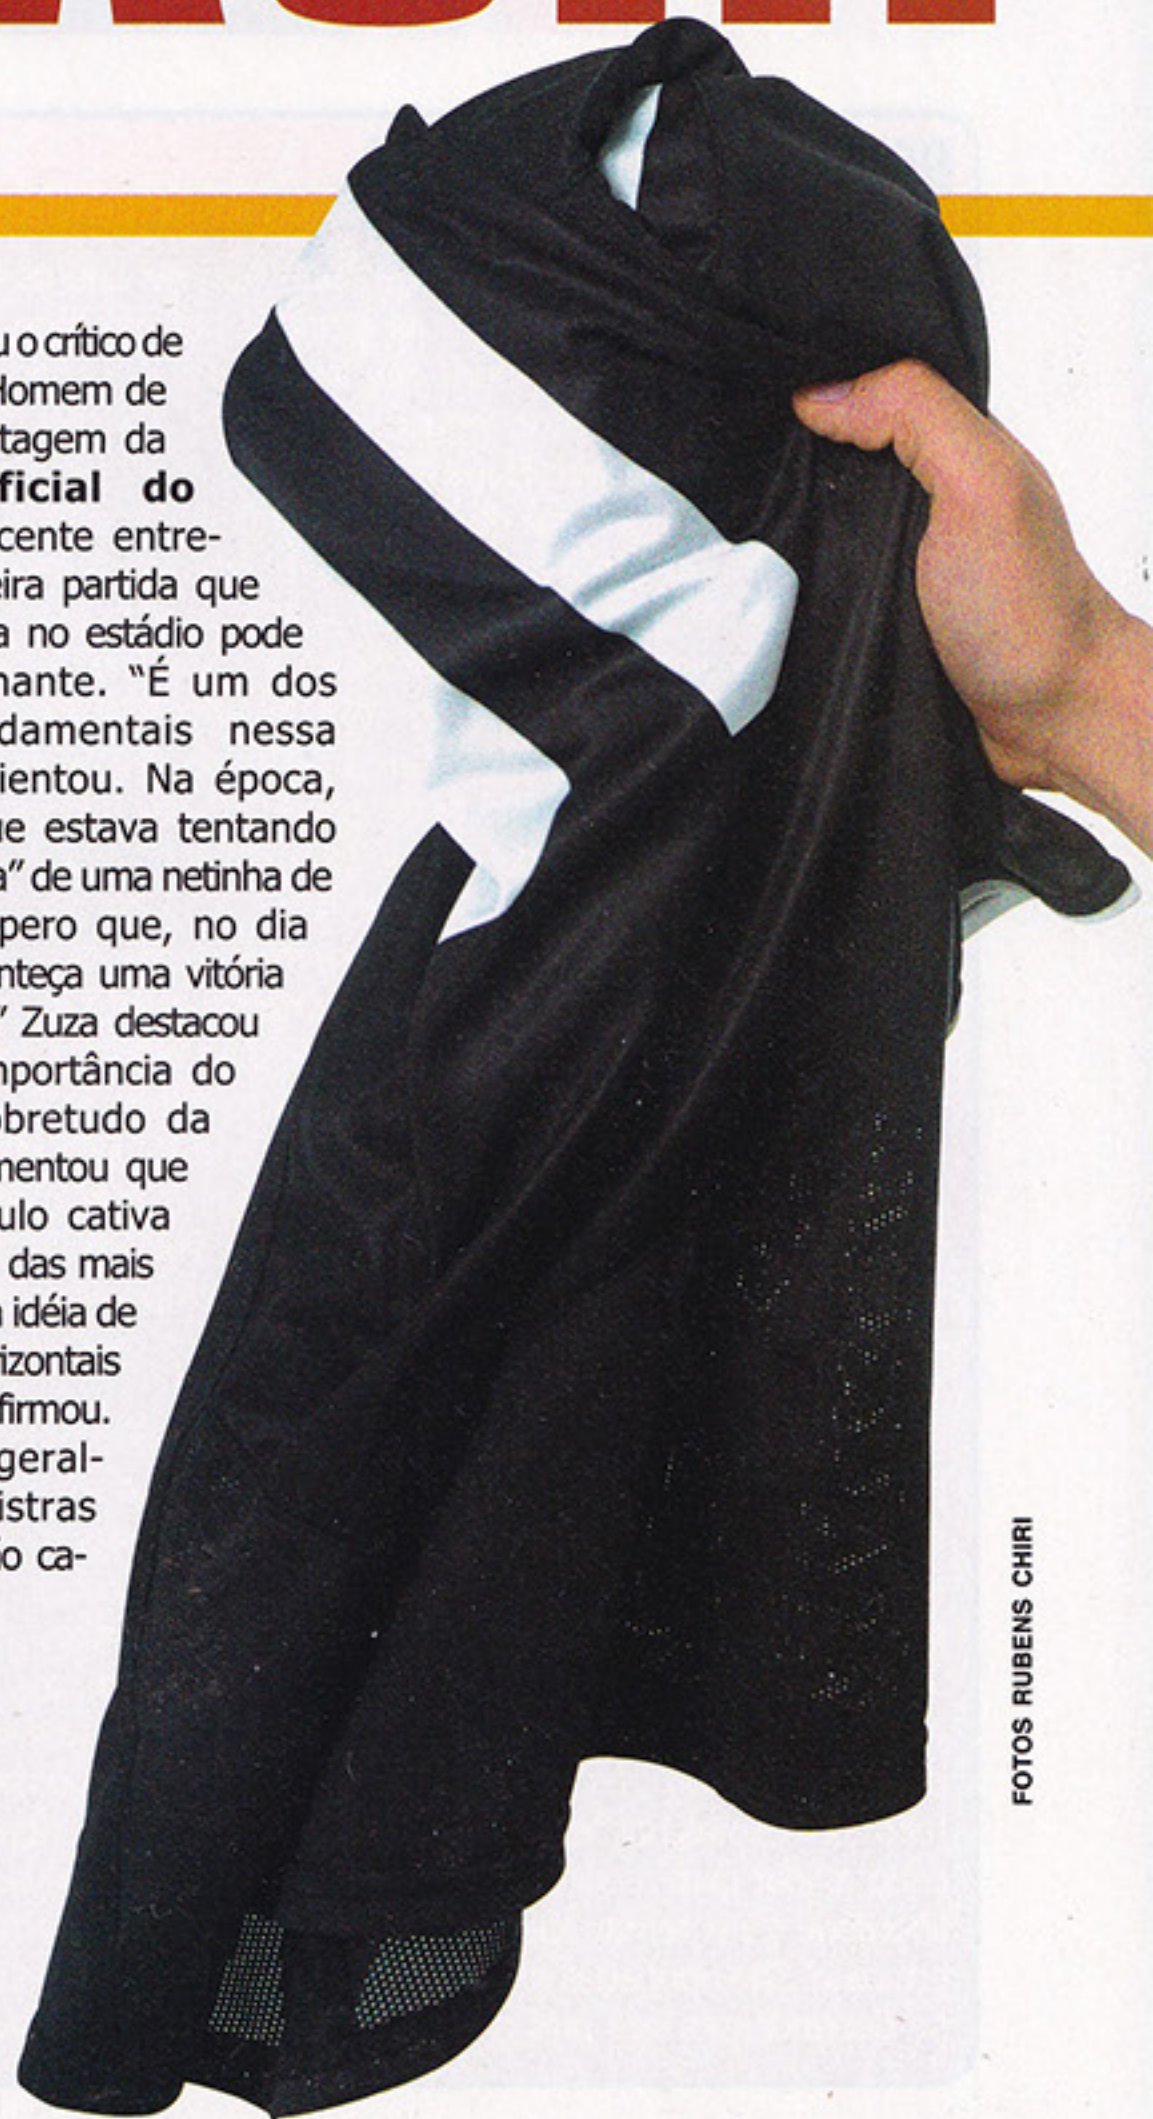 u o crítico de
Homem de
tagem da
ficial do
cente entre-
eira partida que
a no estádio pode
nante. “É um dos
damentais nessa
ientou. Na época,
ue estava tentando
a” de uma netinha de
pero que, no dia
nteça uma vitória
” Zuza destacou
mportância do
obretudo da
mentou que
ulo cativa
das mais
a idéia de
izontais
firmou.
geral-
istras
io ca-
FOTOS RUBENS CHIRI